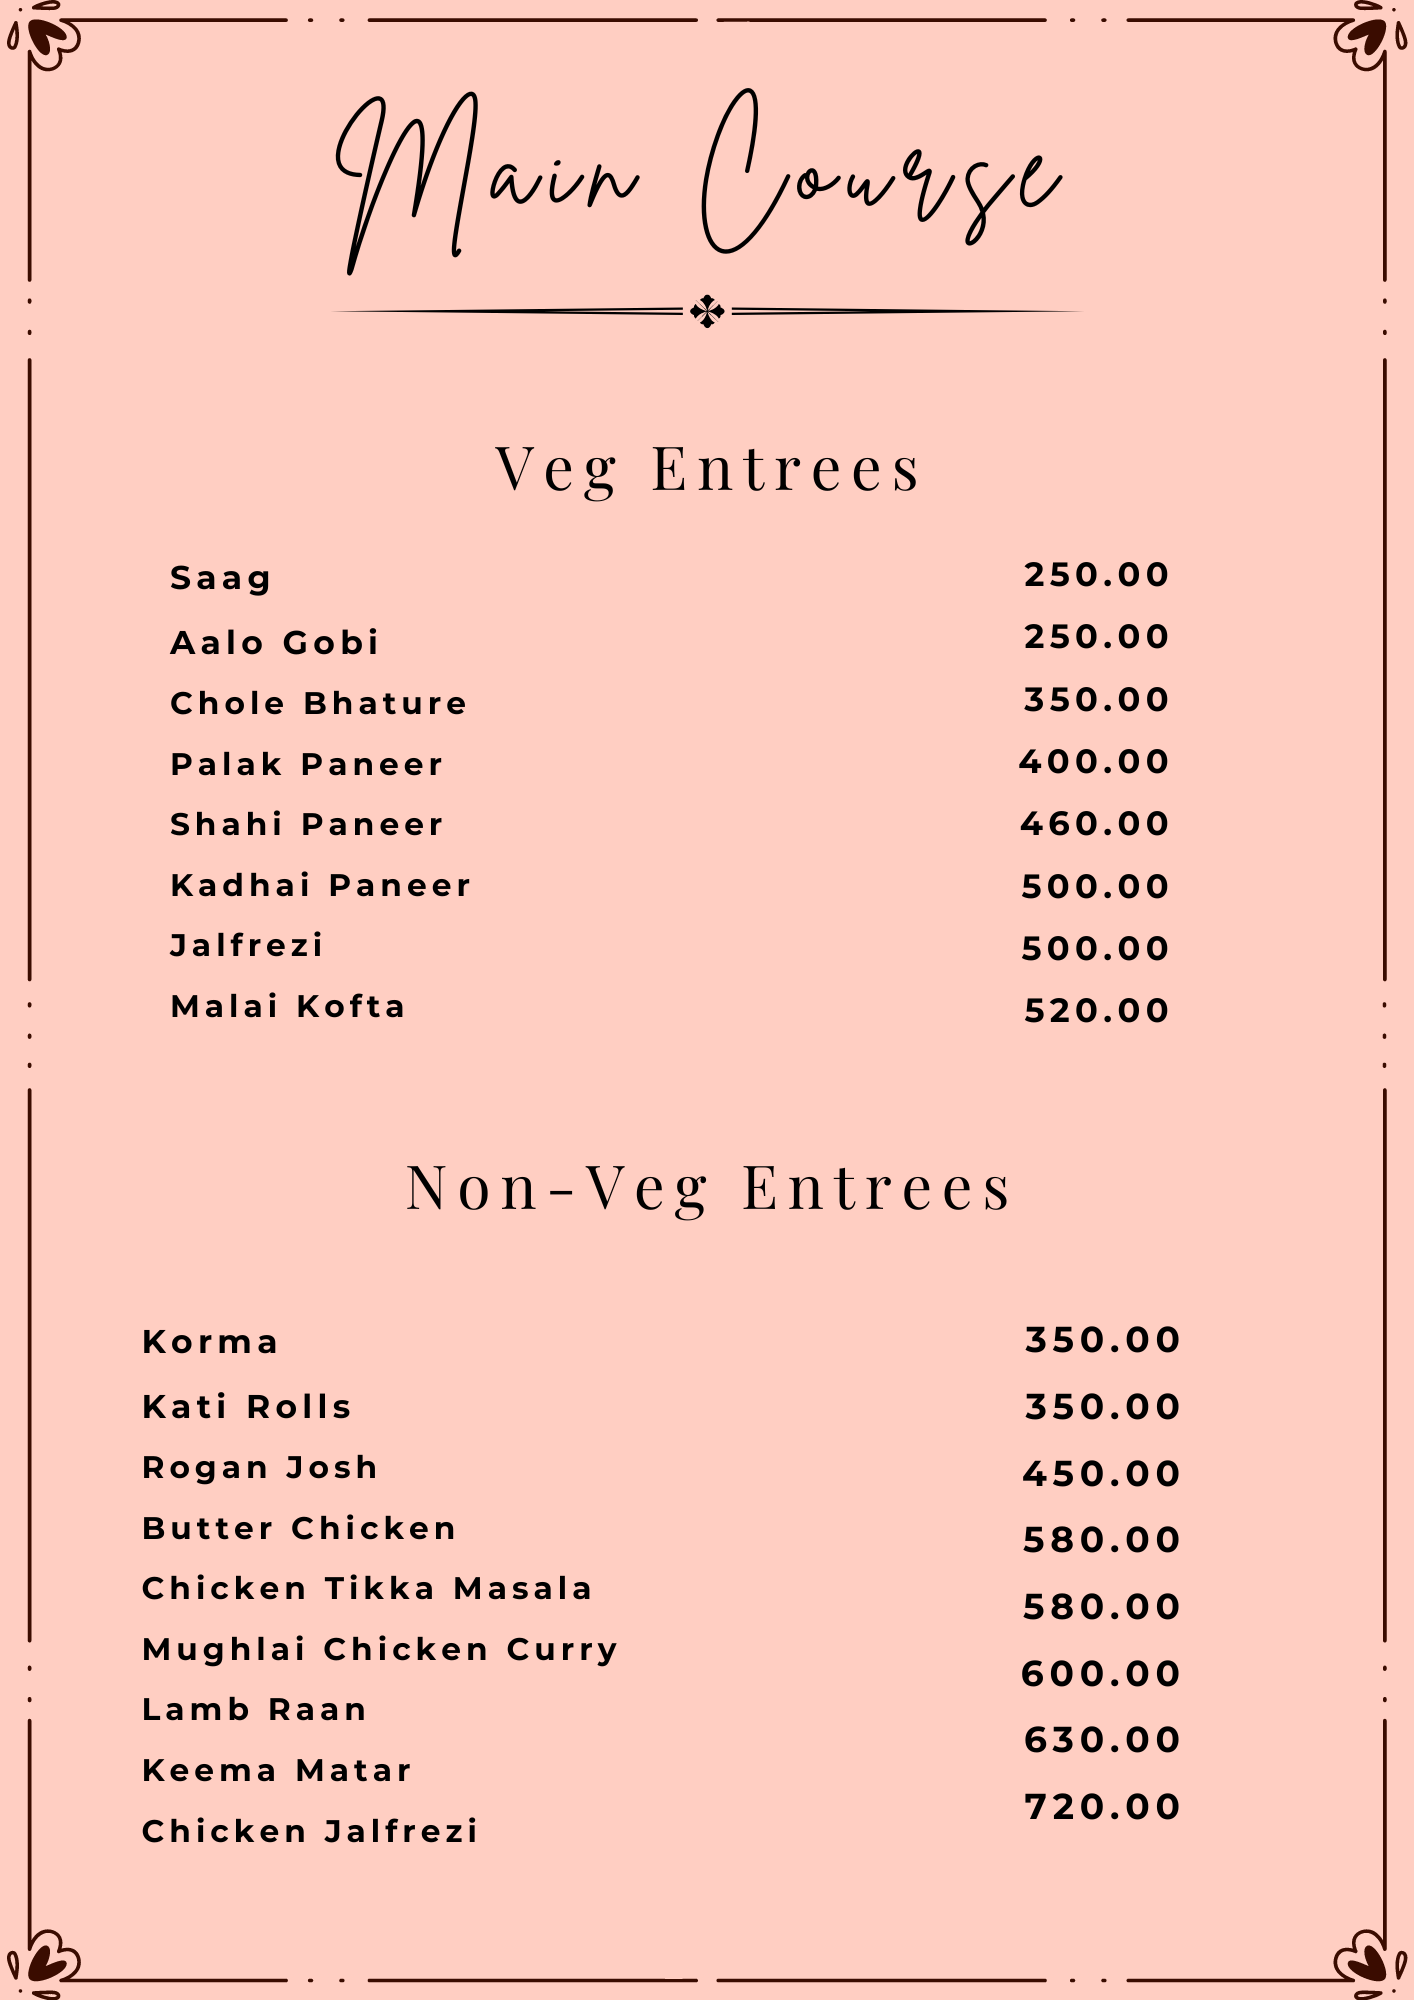 Main Course
Veg Entrees
Saag 250.00
Aalo Gobi 250.00
Chole Bhature 350.00
Palak Paneer 400.00
Shahi Paneer 460.00
Kadhai Paneer 500.00
Jalfrezi 500.00
Malai Kofta 520.00
Non-Veg Entrees
Korma 350.00
Kati Rolls 350.00
Rogan Josh 450.00
Butter Chicken 580.00
Chicken Tikka Masala 580.00
Mughlai Chicken Curry 600.00
Lamb Raan 630.00
Keema Matar 720.00
Chicken Jalfrezi